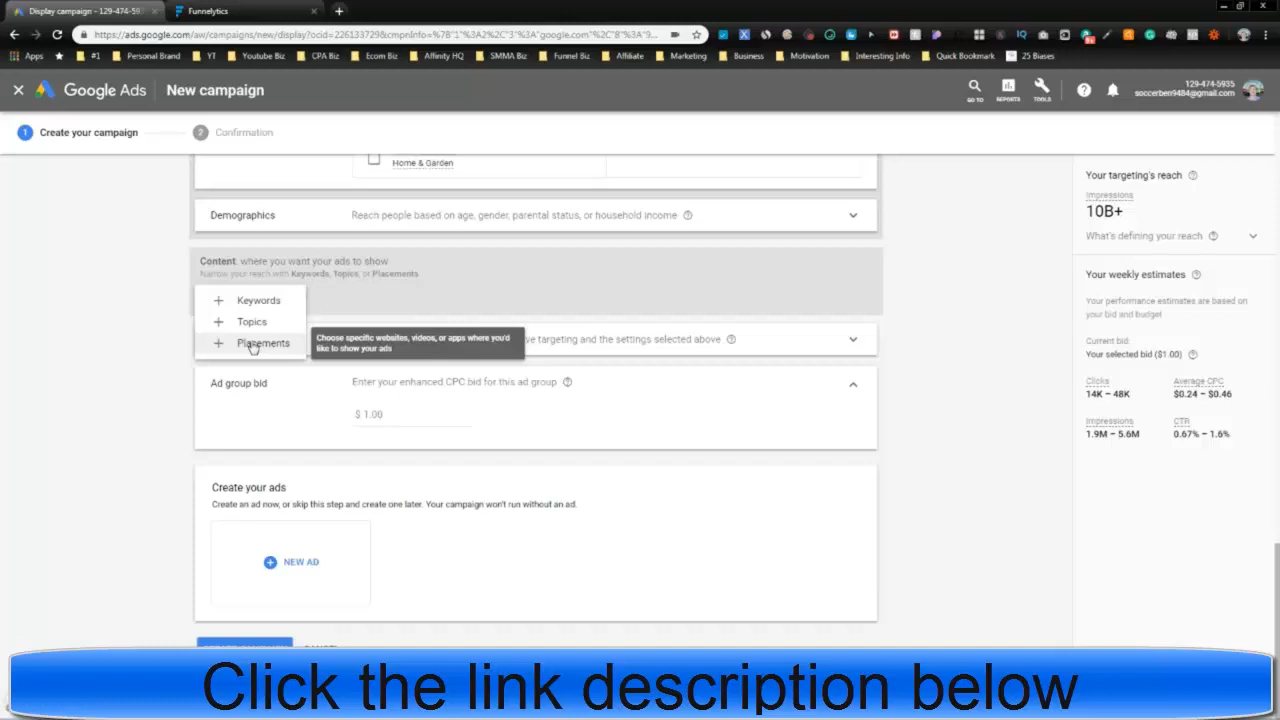 Display campaign - 129-474-593
Funnelytics
https://ads.google.com/aw/campaigns/new/display?ocid=226133729&cmpnInfo=%7B"1"%3A2%2C"3"%3A"google.com"%2C"8"%3A"9...
Apps
#1
Personal Brand
YT
Youtube Biz
CPA Biz
Ecom Biz
Affinity HQ
SMMA Biz
Funnel Biz
Affiliate
Marketing
Business
Motivation
Interesting Info
Quick Bookmark
25 Biases
Google Ads
New campaign
GO TO
REPORTS
TOOLS
129-474-5935
soccerben9484@gmail.com
1
Create your campaign
2
Confirmation
Home & Garden
Demographics
Reach people based on age, gender, parental status, or household income
Content: where you want your ads to show
Narrow your reach with Keywords, Topics, or Placements
Keywords
Topics
Placements
Choose specific websites, videos, or apps where you'd
like to show your ads
ve targeting and the settings selected above
Ad group bid
Enter your enhanced CPC bid for this ad group
$ 1.00
Create your ads
Create an ad now, or skip this step and create one later. Your campaign won't run without an ad.
NEW AD
Your targeting's reach
Impressions
10B+
What's defining your reach
Your weekly estimates
Your performance estimates are based on
your bid and budget
Current bid:
Your selected bid ($1.00)
Clicks
14K – 48K
Average CPC
$0.24 – $0.46
Impressions
1.9M – 5.6M
CTR
0.67% – 1.6%
Click the link description below